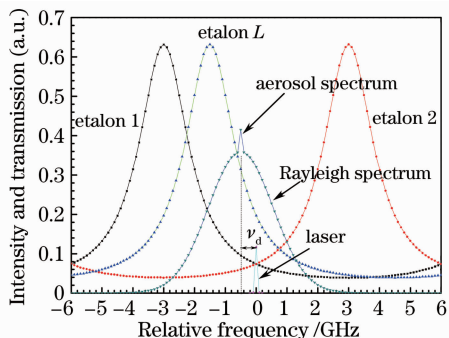 Intensity and transmission (a.u.)
0.7
0.6
0.5
0.4
0.3
0.2
0.1
0
etalon L
etalon 1
aerosol spectrum
etalon 2
Rayleigh spectrum
νd
laser
−6 −5 −4 −3 −2 −1 0 1 2 3 4 5 6
Relative frequency /GHz